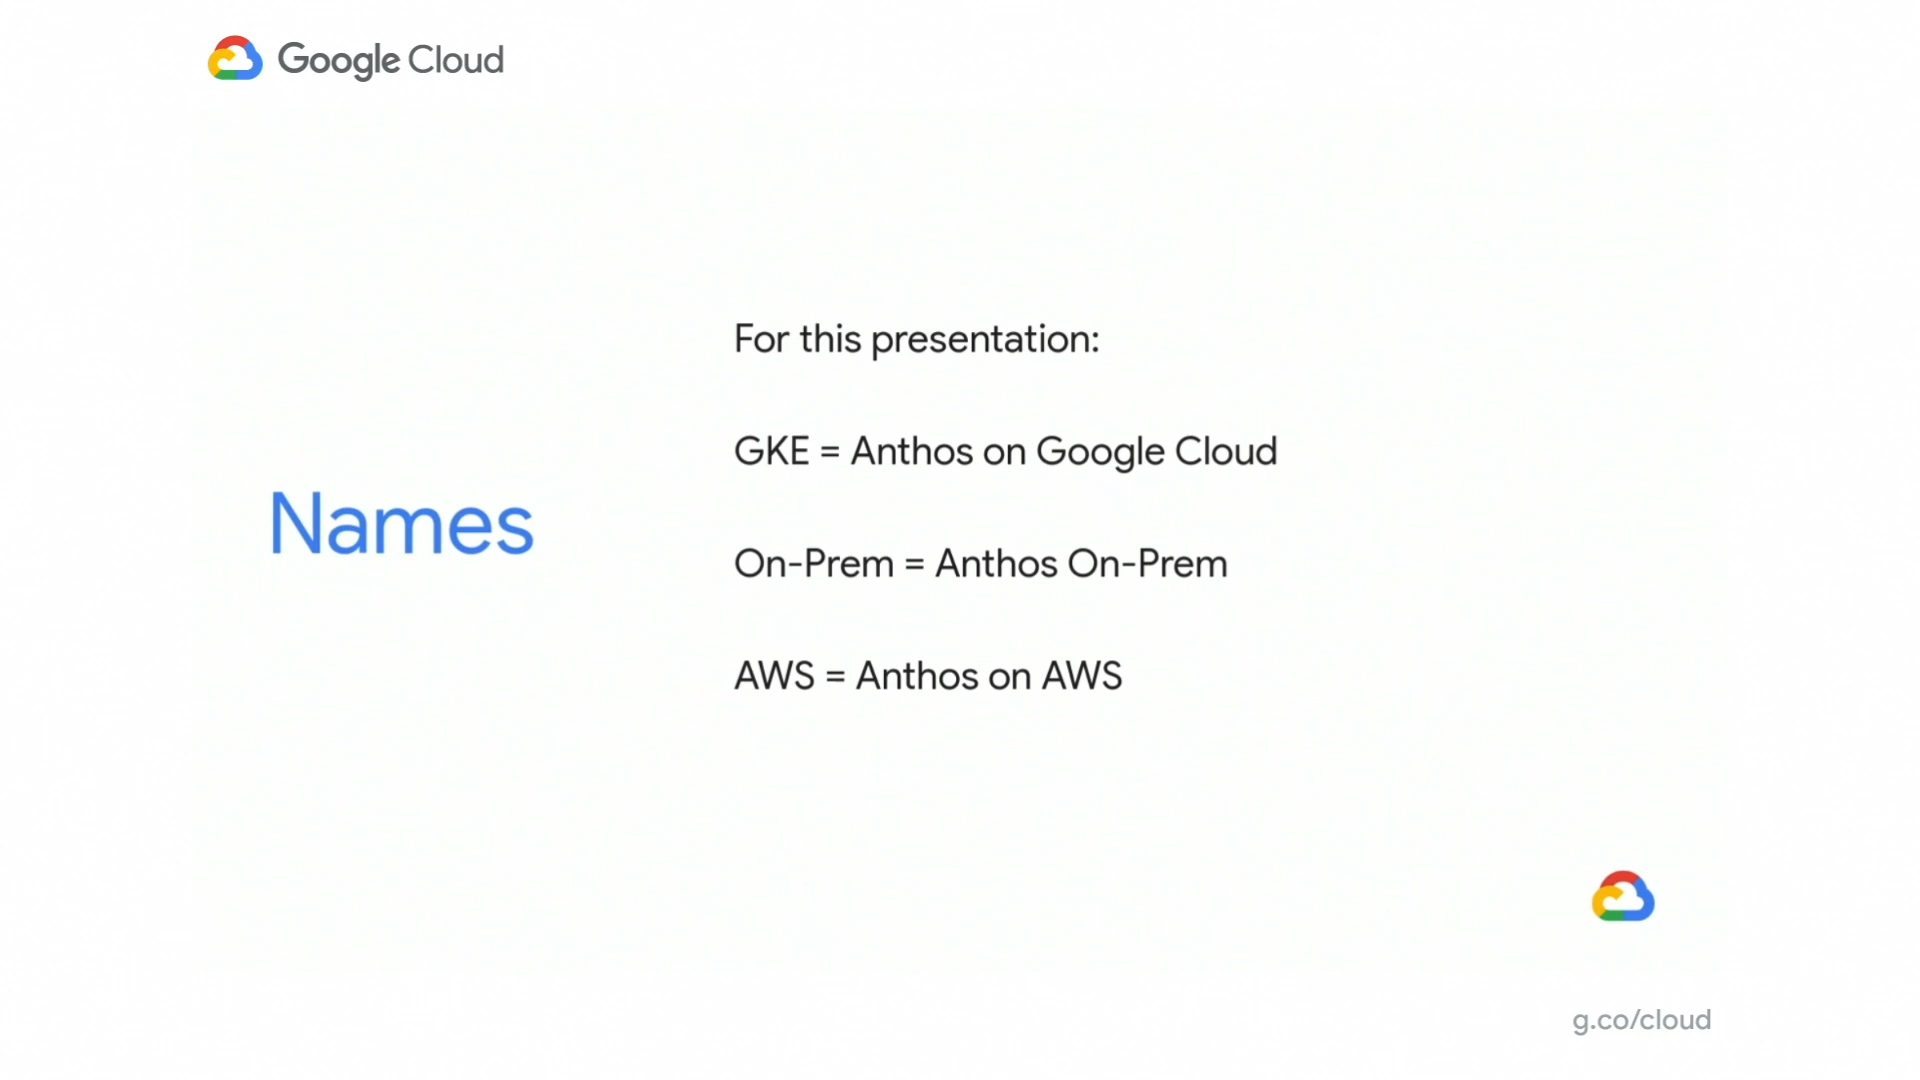 Google Cloud
Names
For this presentation:
GKE = Anthos on Google Cloud
On-Prem = Anthos On-Prem
AWS = Anthos on AWS
g.co/cloud